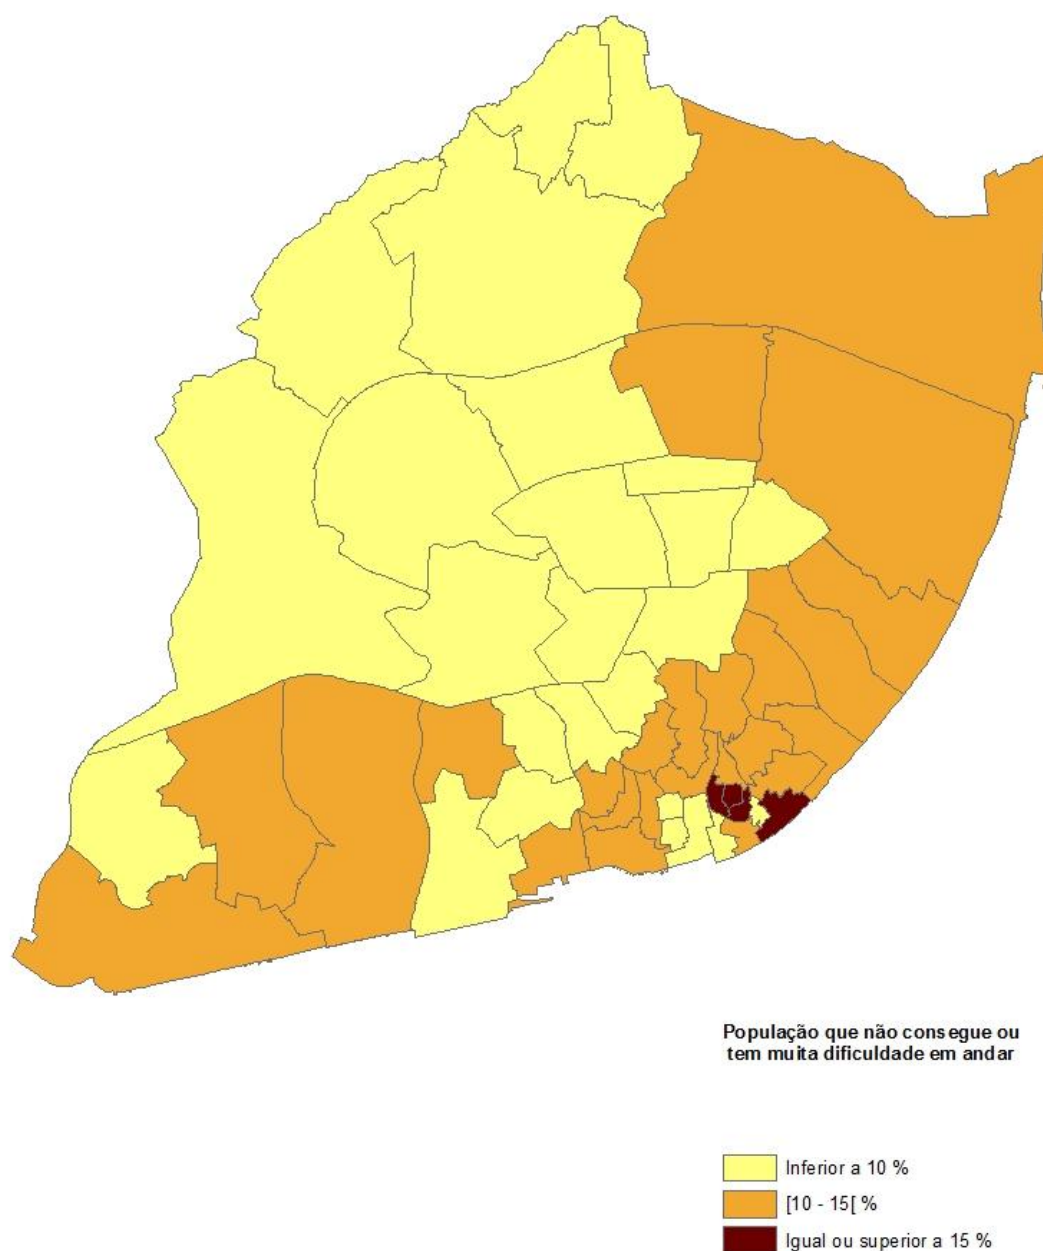 População que não consegue ou
tem muita dificuldade em andar
Inferior a 10 %
[10 - 15[ %
Igual ou superior a 15 %